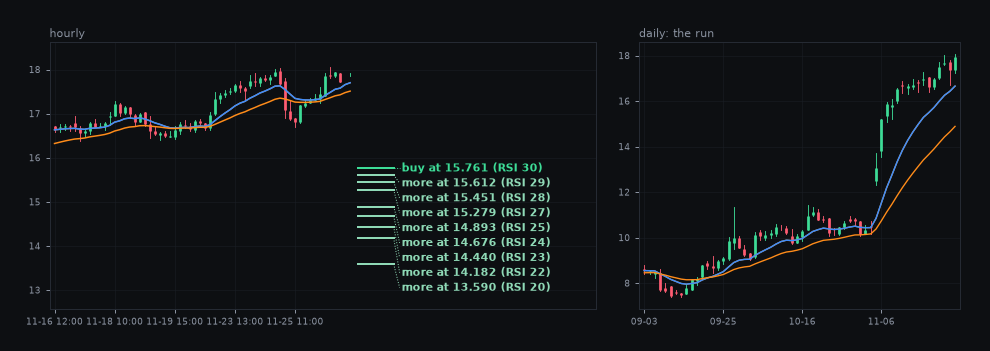 hourly
daily: the run
18
17
16
15
14
13
buy at 15.761 (RSI 30)
more at 15.612 (RSI 29)
more at 15.451 (RSI 28)
more at 15.279 (RSI 27)
more at 14.893 (RSI 25)
more at 14.676 (RSI 24)
more at 14.440 (RSI 23)
more at 14.182 (RSI 22)
more at 13.590 (RSI 20)
11-16 12:00 11-18 10:00 11-19 15:00 11-23 13:00 11-25 11:00
18
16
14
12
10
8
09-03 09-25 10-16 11-06